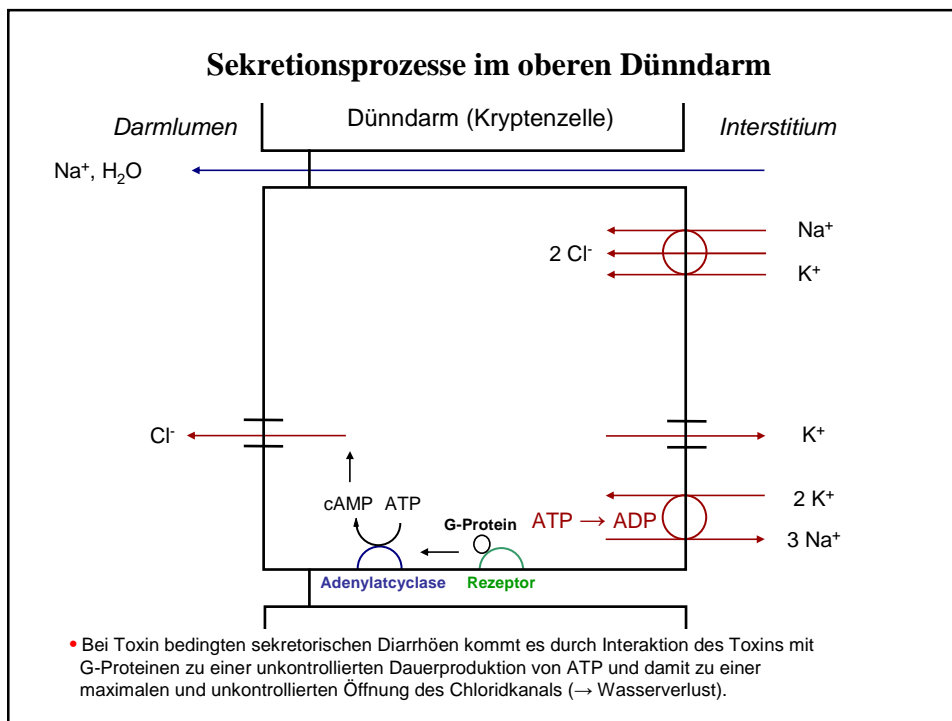 Sekretionsprozesse im oberen Dünndarm
Darmlumen
Dünndarm (Kryptenzelle)
Interstitium
Na⁺, H₂O
Na⁺
2 Cl⁻
K⁺
Cl⁻
K⁺
cAMP ATP
2 K⁺
G-Protein
ATP → ADP
3 Na⁺
Adenylatcyclase
Rezeptor
• Bei Toxin bedingten sekretorischen Diarrhöen kommt es durch Interaktion des Toxins mit
G-Proteinen zu einer unkontrollierten Dauerproduktion von ATP und damit zu einer
maximalen und unkontrollierten Öffnung des Chloridkanals (→ Wasserverlust).